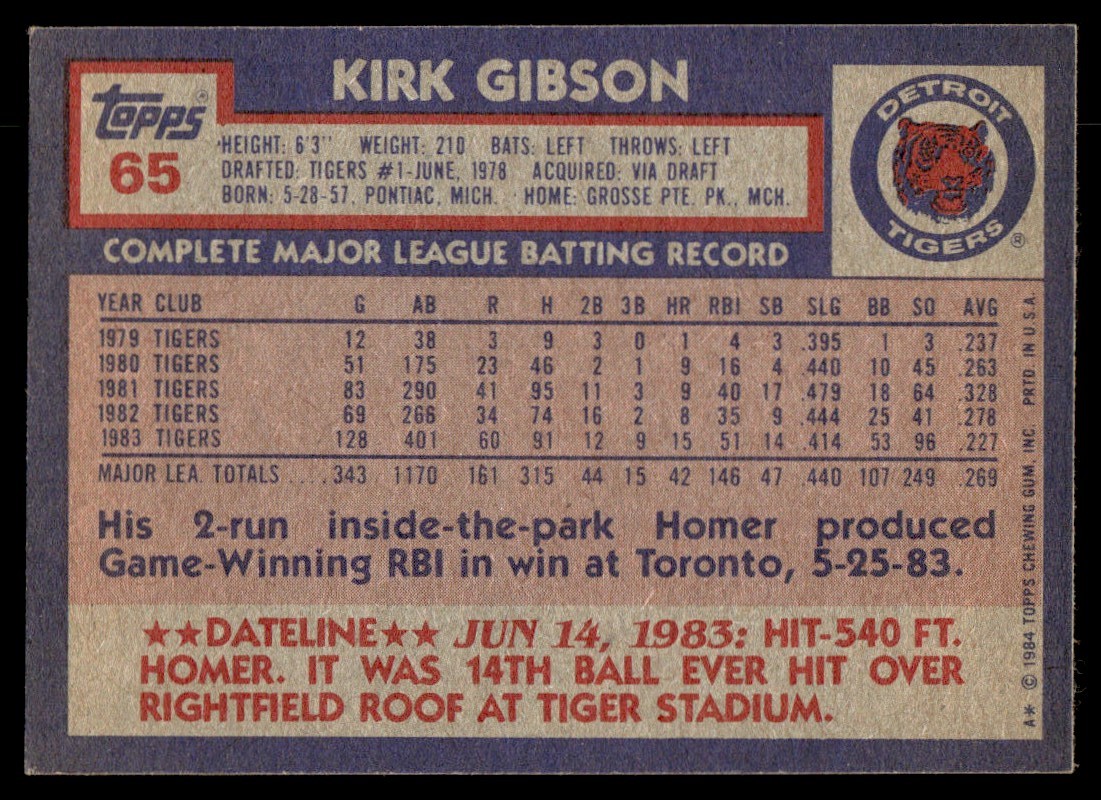 KIRK GIBSON
topps®
65
HEIGHT: 6'3" WEIGHT: 210 BATS: LEFT THROWS: LEFT
DRAFTED: TIGERS #1-JUNE, 1978 ACQUIRED: VIA DRAFT
BORN: 5-28-57, PONTIAC, MICH. HOME: GROSSE PTE. PK., MCH.
DETROIT
TIGERS®
COMPLETE MAJOR LEAGUE BATTING RECORD
YEAR CLUB G AB R H 2B 3B HR RBI SB SLG BB SO AVG
1979 TIGERS 12 38 3 9 3 0 1 4 3 .395 1 3 .237
1980 TIGERS 51 175 23 46 2 1 9 16 4 .440 10 45 .263
1981 TIGERS 83 290 41 95 11 3 9 40 17 .479 18 64 .328
1982 TIGERS 69 266 34 74 16 2 8 35 9 .444 25 41 .278
1983 TIGERS 128 401 60 91 12 9 15 51 14 .414 53 96 .227
MAJOR LEA. TOTALS ....343 1170 161 315 44 15 42 146 47 .440 107 249 .269
His 2-run inside-the-park Homer produced
Game-Winning RBI in win at Toronto, 5-25-83.
★★DATELINE★★ JUN 14, 1983: HIT-540 FT.
HOMER. IT WAS 14TH BALL EVER HIT OVER
RIGHTFIELD ROOF AT TIGER STADIUM.
A* © 1984 TOPPS CHEWING GUM, INC. PRTD. IN U.S.A.